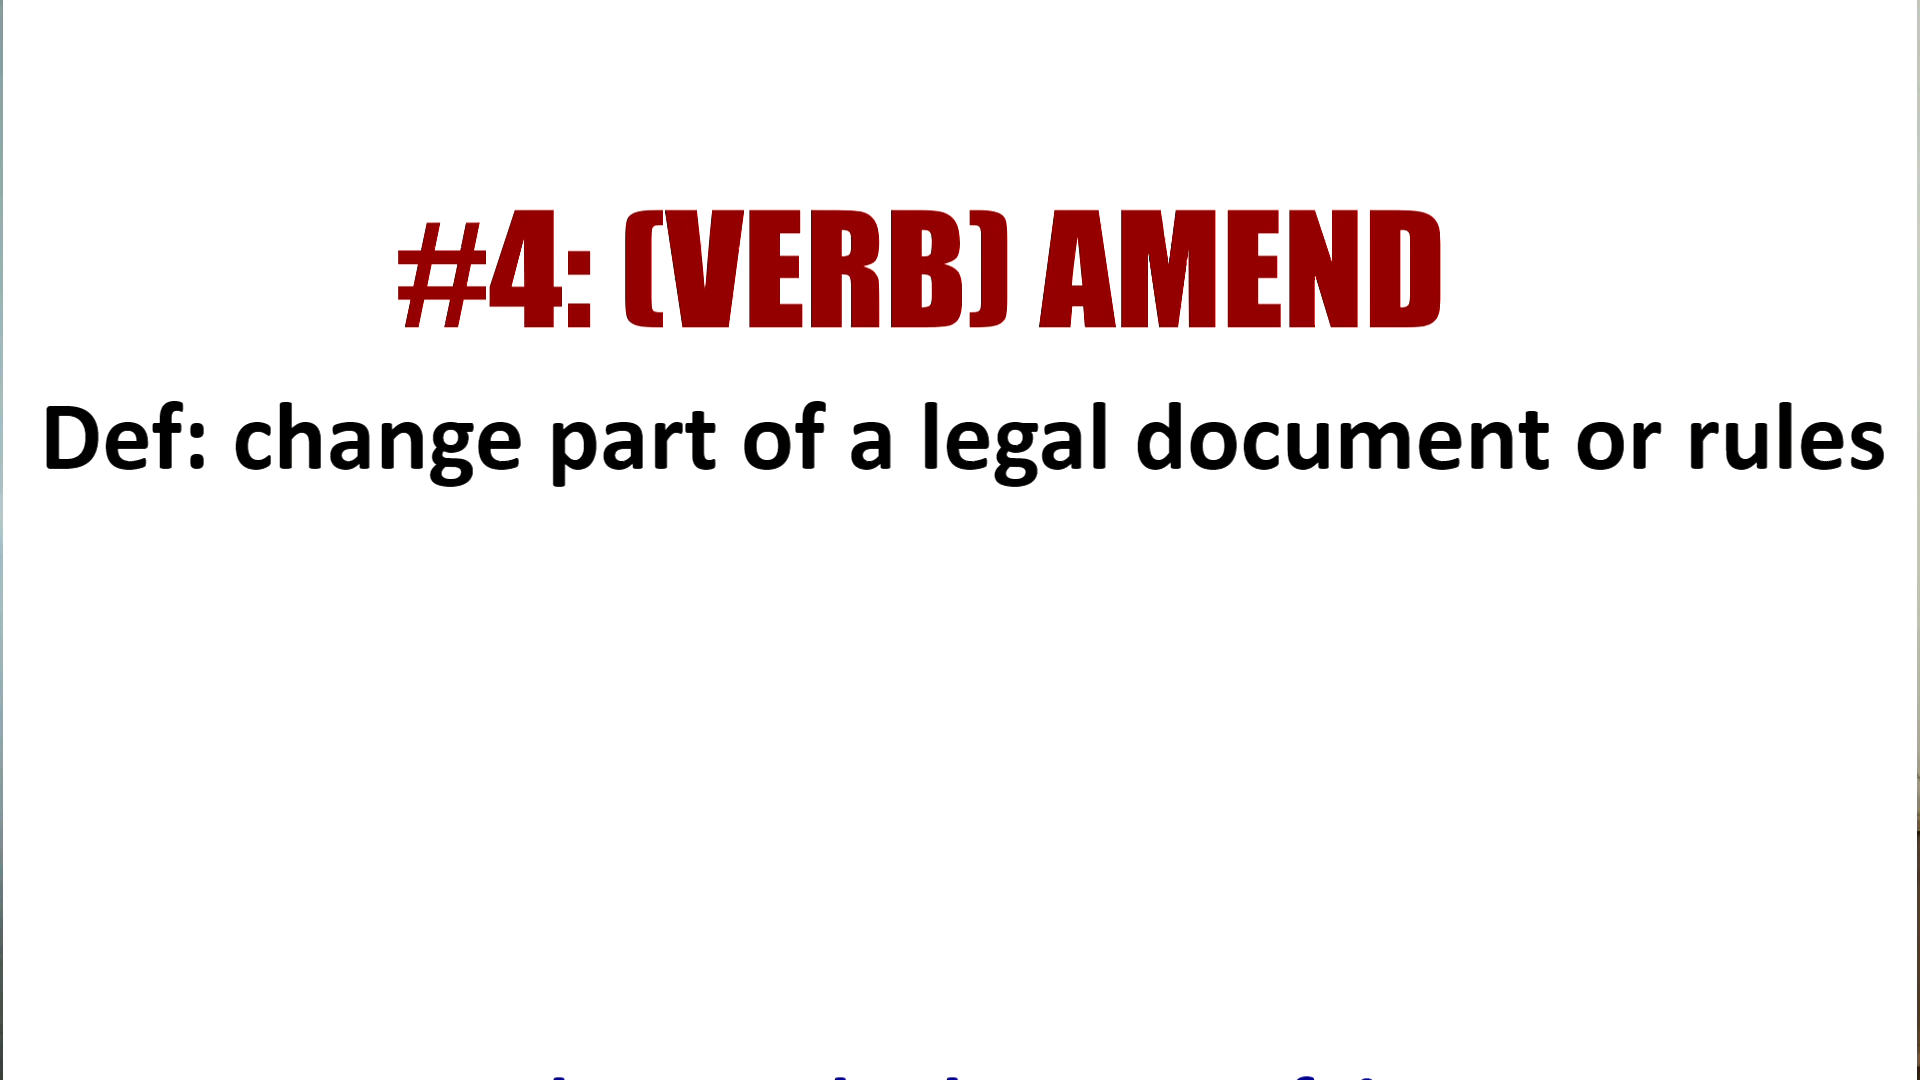 #4: (VERB) AMEND
Def: change part of a legal document or rules